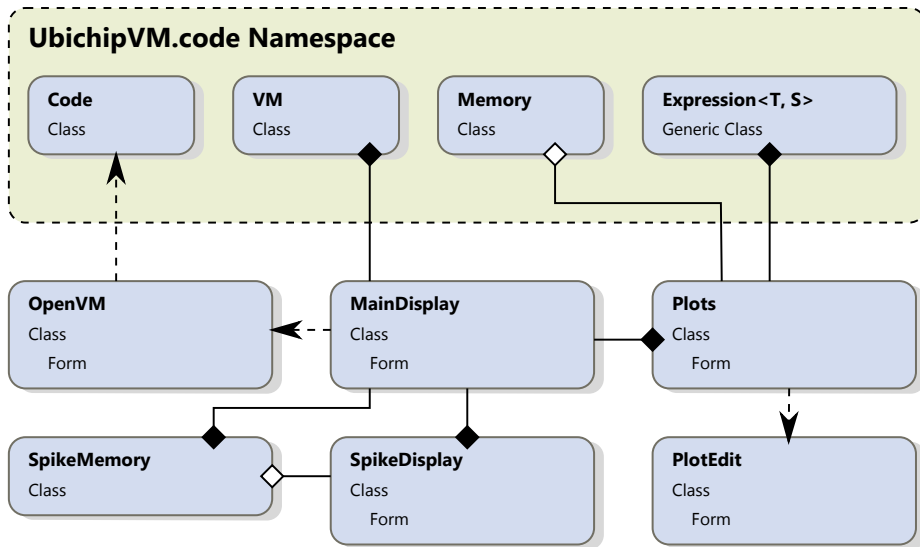 UbichipVM.code Namespace
Code
Class
VM
Class
Memory
Class
Expression<T, S>
Generic Class
OpenVM
Class
Form
MainDisplay
Class
Form
Plots
Class
Form
SpikeMemory
Class
SpikeDisplay
Class
Form
PlotEdit
Class
Form